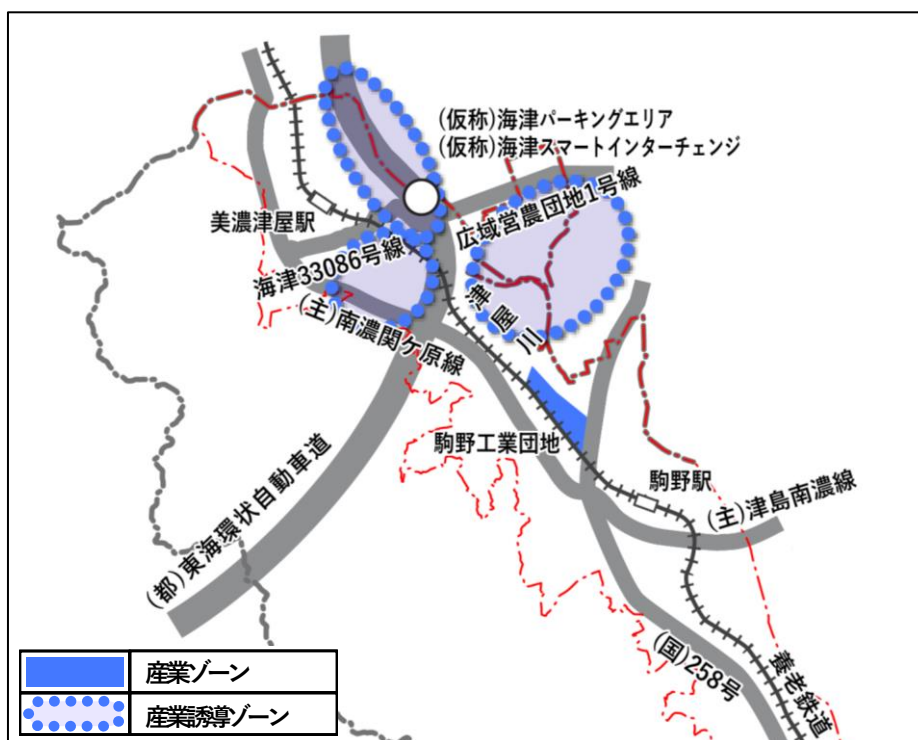 (仮称)海津パーキングエリア
(仮称)海津スマートインターチェンジ
広域営農団地1号線
美濃津屋駅
海津33086号線
(主)南濃関ケ原線
津屋川
駒野工業団地
駒野駅
(主)津島南濃線
(都)東海環状自動車道
(国)258号
養老鉄道
産業ゾーン
産業誘導ゾーン